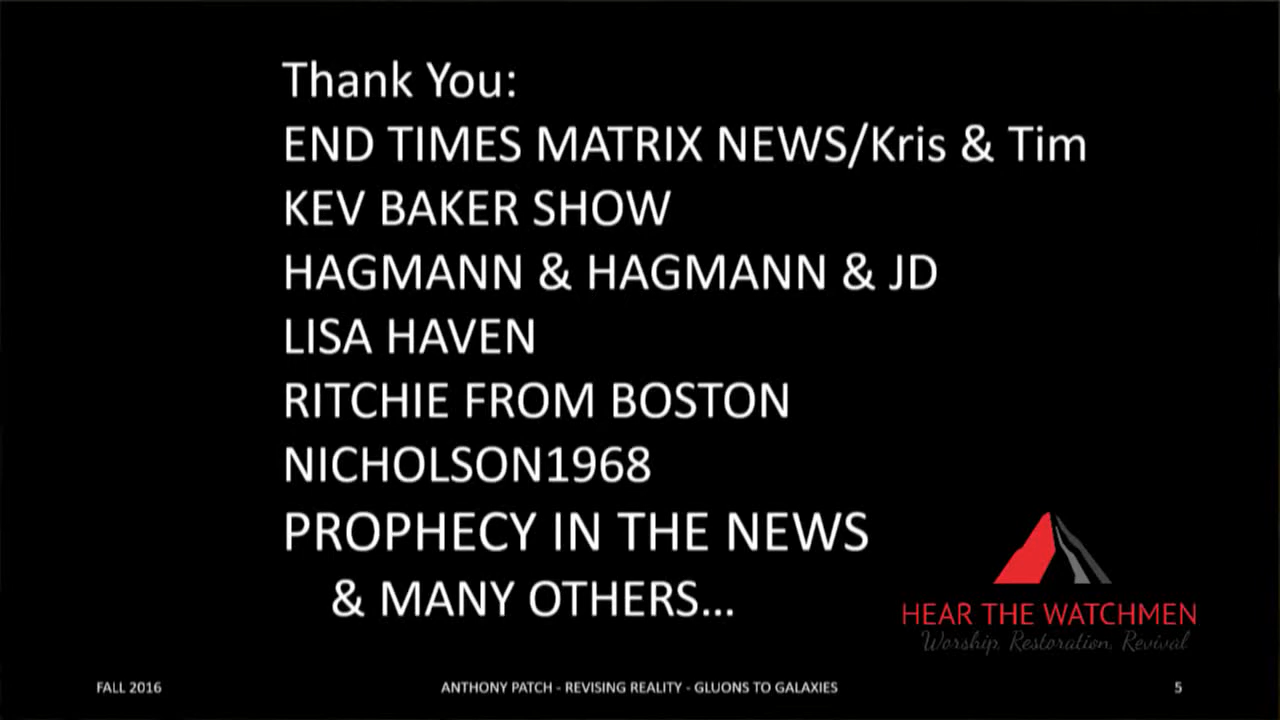 Thank You:
END TIMES MATRIX NEWS/Kris & Tim
KEV BAKER SHOW
HAGMANN & HAGMANN & JD
LISA HAVEN
RITCHIE FROM BOSTON
NICHOLSON1968
PROPHECY IN THE NEWS
& MANY OTHERS...
HEAR THE WATCHMEN
Worship, Restoration, Revival
FALL 2016
ANTHONY PATCH - REVISING REALITY - GLUONS TO GALAXIES
5